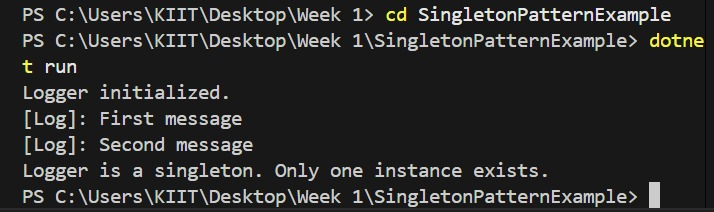 PS C:\Users\KIIT\Desktop\Week 1> cd SingletonPatternExample
PS C:\Users\KIIT\Desktop\Week 1\SingletonPatternExample> dotne
t run
Logger initialized.
[Log]: First message
[Log]: Second message
Logger is a singleton. Only one instance exists.
PS C:\Users\KIIT\Desktop\Week 1\SingletonPatternExample>